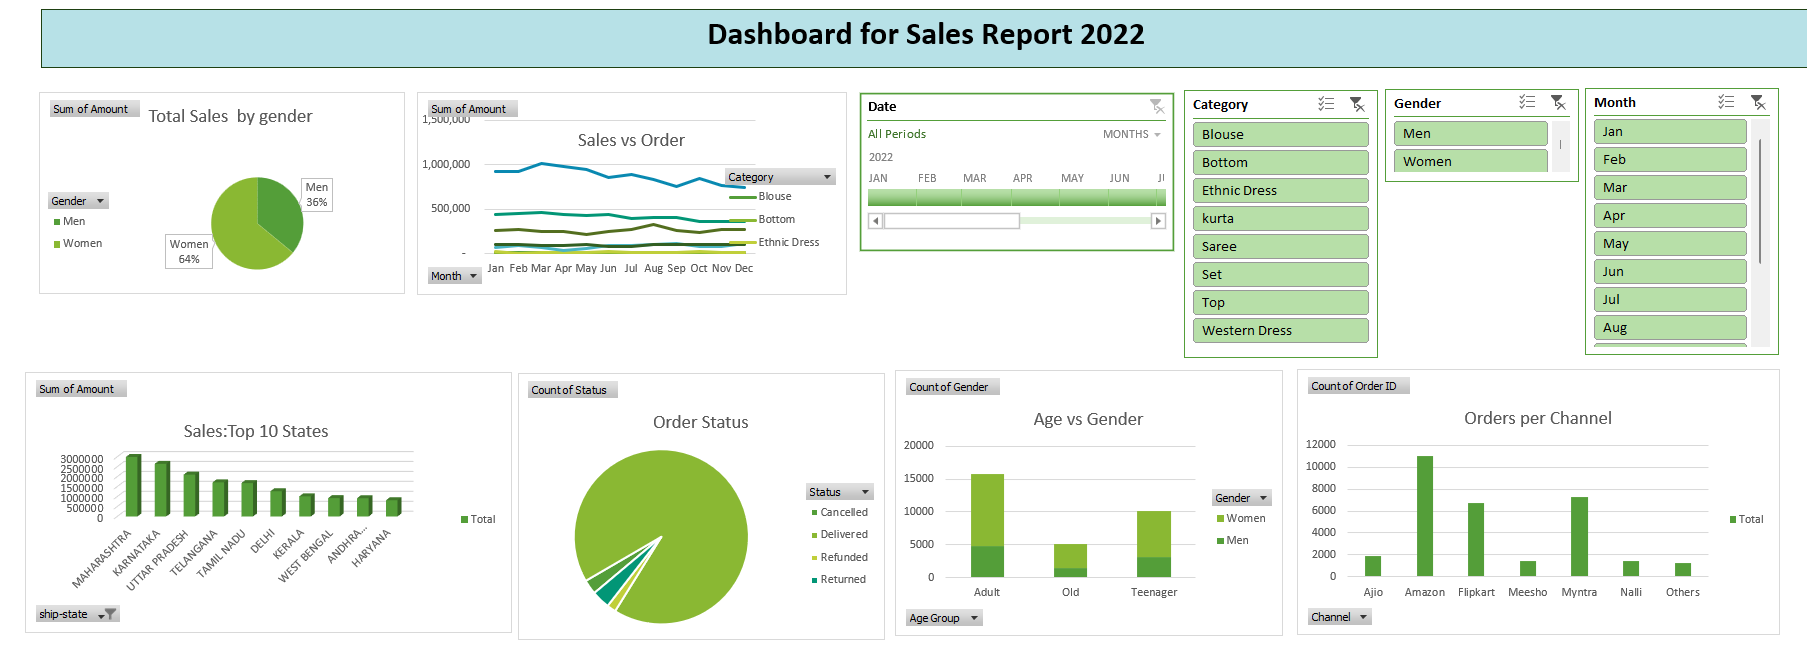 Dashboard for Sales Report 2022
Sum of Amount
Total Sales by gender
Gender
Men
Women
Men
36%
Women
64%
Sum of Amount
Sales vs Order
1,500,000
1,000,000
500,000
-
Jan Feb Mar Apr May Jun Jul Aug Sep Oct Nov Dec
Category
Blouse
Bottom
Ethnic Dress
Month
Date
All Periods
MONTHS
2022
JAN FEB MAR APR MAY JUN
Category
Blouse
Bottom
Ethnic Dress
kurta
Saree
Set
Top
Western Dress
Gender
Men
Women
Month
Jan
Feb
Mar
Apr
May
Jun
Jul
Aug
Sum of Amount
Sales:Top 10 States
3000000
2500000
2000000
1500000
1000000
500000
0
MAHARASHTRA
KARNATAKA
UTTAR PRADESH
TELANGANA
TAMIL NADU
DELHI
KERALA
WEST BENGAL
ANDHRA...
HARYANA
Total
ship-state
Count of Status
Order Status
Status
Cancelled
Delivered
Refunded
Returned
Count of Gender
Age vs Gender
20000
15000
10000
5000
0
Adult Old Teenager
Gender
Women
Men
Age Group
Count of Order ID
Orders per Channel
12000
10000
8000
6000
4000
2000
0
Ajio Amazon Flipkart Meesho Myntra Nalli Others
Total
Channel